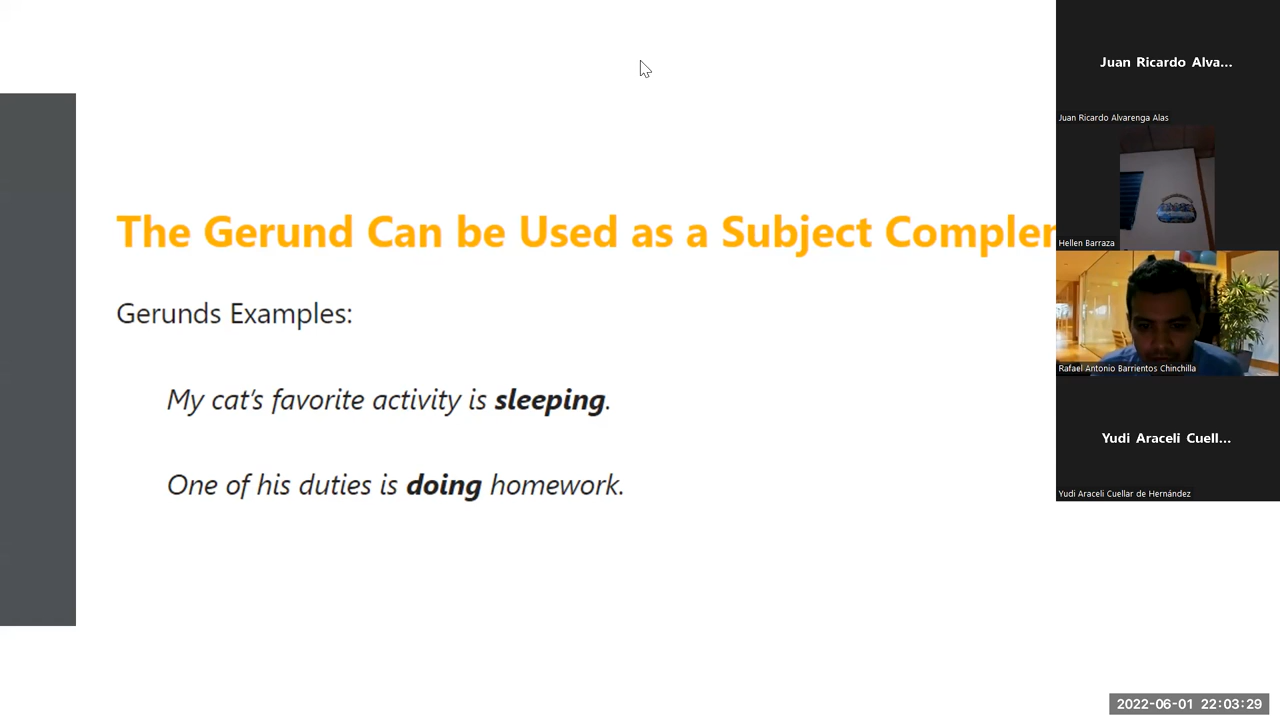 The Gerund Can be Used as a Subject Complem
Gerunds Examples:
My cat's favorite activity is sleeping.
One of his duties is doing homework.
Juan Ricardo Alva...
Juan Ricardo Alvarenga Alas
Hellen Barraza
Rafael Antonio Barrientos Chinchilla
Yudi Araceli Cuell...
Yudi Araceli Cuellar de Hernández
2022-06-01 22:03:29